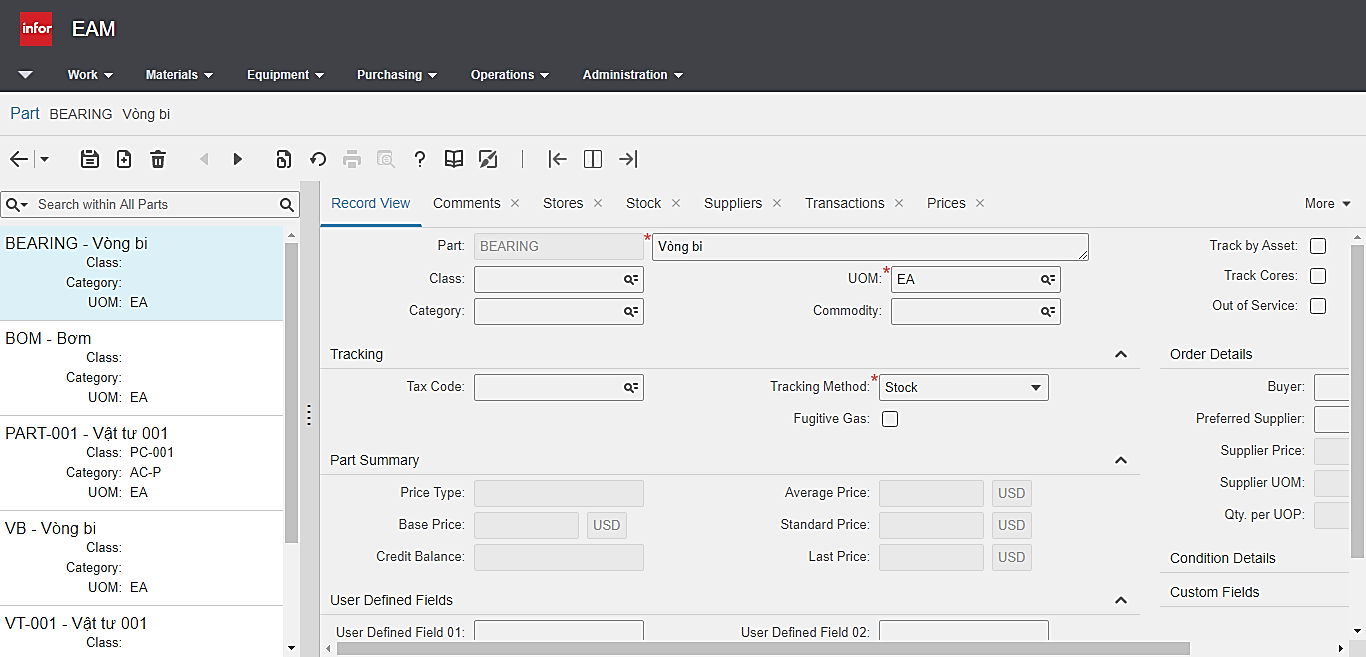 infor EAM
Work Materials Equipment Purchasing Operations Administration
Part BEARING Vòng bi
Search within All Parts
BEARING - Vòng bi
Class:
Category:
UOM: EA
BOM - Bơm
Class:
Category:
UOM: EA
PART-001 - Vật tư 001
Class: PC-001
Category: AC-P
UOM: EA
VB - Vòng bi
Class:
Category:
UOM: EA
VT-001 - Vật tư 001
Class:
Record View Comments Stores Stock Suppliers Transactions Prices More
Part: BEARING * Vòng bi Track by Asset:
Class: UOM: * EA Track Cores:
Category: Commodity: Out of Service:
Tracking Order Details
Tax Code: Tracking Method: * Stock Buyer:
Fugitive Gas: Preferred Supplier:
Part Summary Supplier Price:
Price Type: Average Price: USD Supplier UOM:
Base Price: USD Standard Price: USD Qty. per UOP:
Credit Balance: Last Price: USD Condition Details
User Defined Fields Custom Fields
User Defined Field 01: User Defined Field 02: